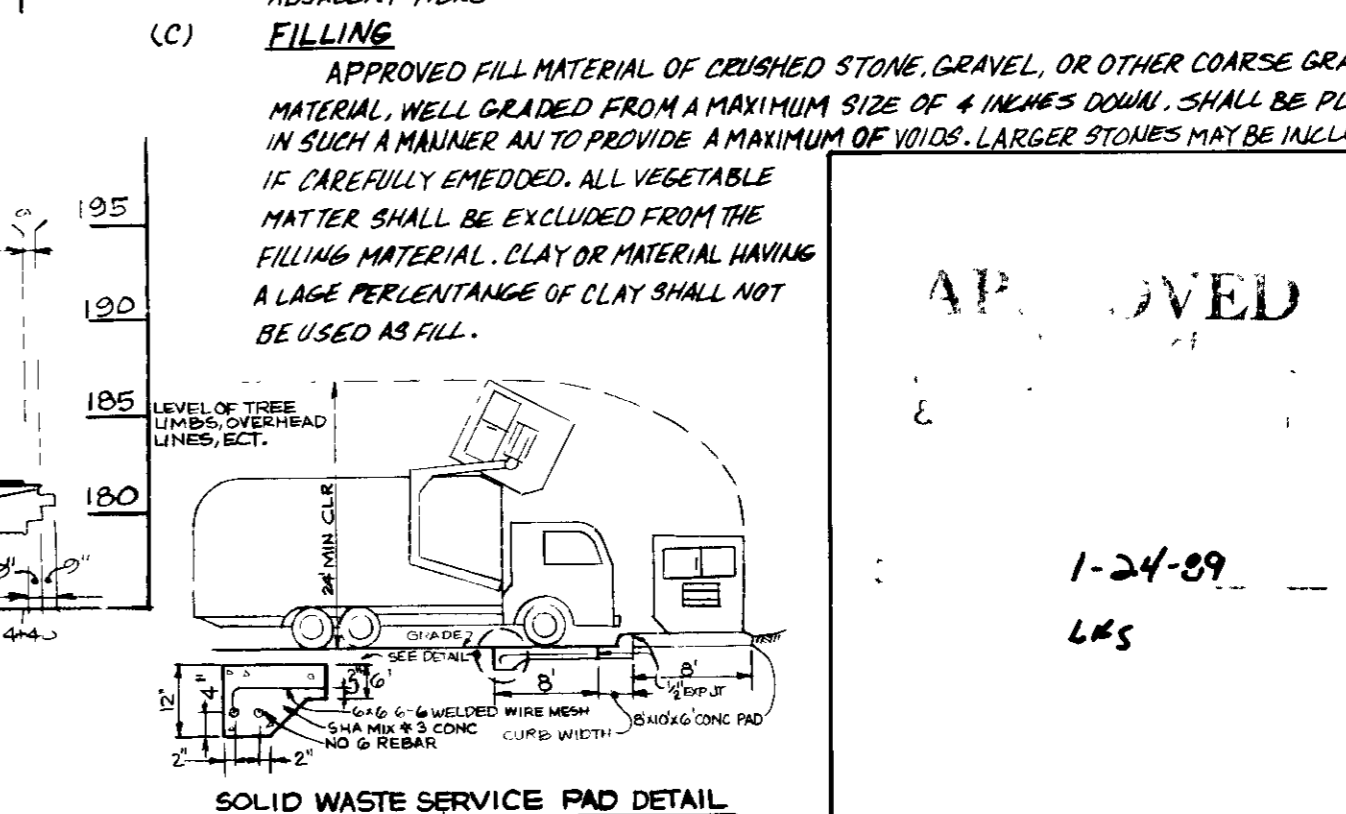 (C) FILLING
APPROVED FILL MATERIAL OF CRUSHED STONE, GRAVEL, OR OTHER COARSE GRA
MATERIAL, WELL GRADED FROM A MAXIMUM SIZE OF 4 INCHES DOWN. SHALL BE PL
IN SUCH A MANNER AN TO PROVIDE A MAXIMUM OF VOIDS. LARGER STONES MAY BE INCLU
IF CAREFULLY EMEDDED. ALL VEGETABLE
MATTER SHALL BE EXCLUDED FROM THE
FILLING MATERIAL. CLAY OR MATERIAL HAVING
A LAGE PERLENTANGE OF CLAY SHALL NOT
BE USED AS FILL.
195
190
185
180
LEVEL OF TREE
LIMBS, OVERHEAD
LINES, ECT.
24' MIN CLR
GRADE
SEE DETAIL
8'
8'
1/2" EXP JT
8'x10'x6' CONC PAD
CURB WIDTH
12"
4"
3"
6'
6x6 6-6 WELDED WIRE MESH
SHA MIX #3 CONC
NO 6 REBAR
2"
2"
SOLID WASTE SERVICE PAD DETAIL
AP OVED
1-24-89
LKS